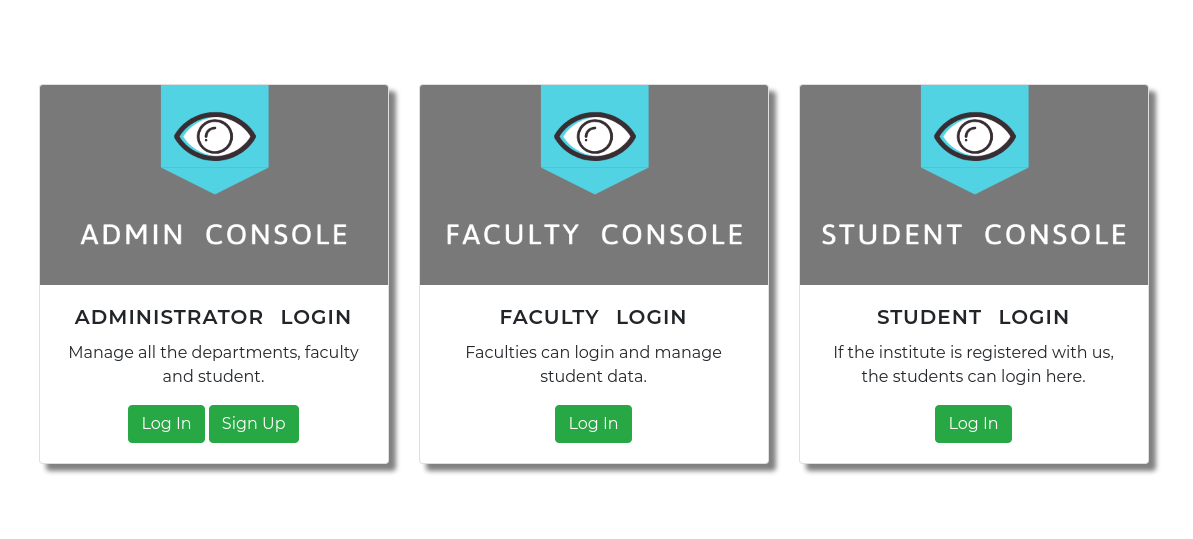 ADMIN CONSOLE
ADMINISTRATOR LOGIN
Manage all the departments, faculty
and student.
Log In
Sign Up
FACULTY CONSOLE
FACULTY LOGIN
Faculties can login and manage
student data.
Log In
STUDENT CONSOLE
STUDENT LOGIN
If the institute is registered with us,
the students can login here.
Log In